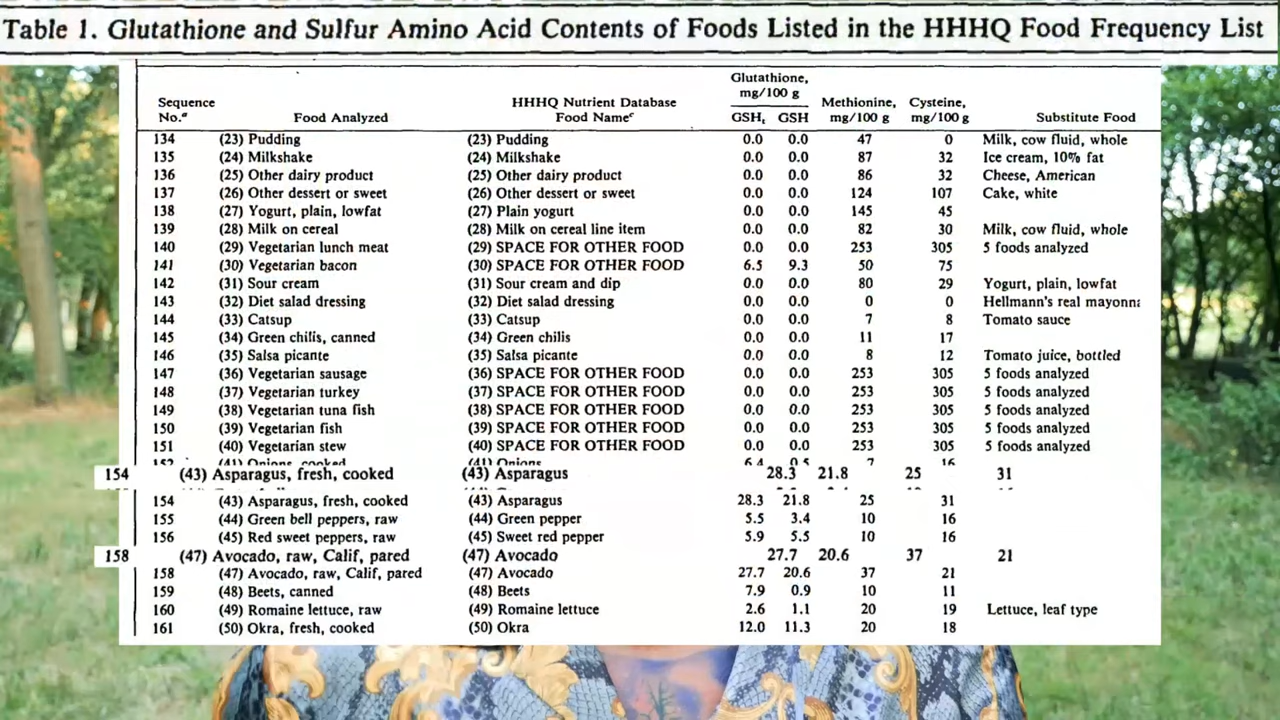 Table 1. Glutathione and Sulfur Amino Acid Contents of Foods Listed in the HHHQ Food Frequency List
Glutathione,
mg/100 g
Sequence HHHQ Nutrient Database Methionine, Cysteine,
No.a Food Analyzed Food Namec GSHt GSH mg/100 g mg/100 g Substitute Food
134 (23) Pudding (23) Pudding 0.0 0.0 47 0 Milk, cow fluid, whole
135 (24) Milkshake (24) Milkshake 0.0 0.0 87 32 Ice cream, 10% fat
136 (25) Other dairy product (25) Other dairy product 0.0 0.0 86 32 Cheese, American
137 (26) Other dessert or sweet (26) Other dessert or sweet 0.0 0.0 124 107 Cake, white
138 (27) Yogurt, plain, lowfat (27) Plain yogurt 0.0 0.0 145 45
139 (28) Milk on cereal (28) Milk on cereal line item 0.0 0.0 82 30 Milk, cow fluid, whole
140 (29) Vegetarian lunch meat (29) SPACE FOR OTHER FOOD 0.0 0.0 253 305 5 foods analyzed
141 (30) Vegetarian bacon (30) SPACE FOR OTHER FOOD 6.5 9.3 50 75
142 (31) Sour cream (31) Sour cream and dip 0.0 0.0 80 29 Yogurt, plain, lowfat
143 (32) Diet salad dressing (32) Diet salad dressing 0.0 0.0 0 0 Hellmann's real
144 (33) Catsup (33) Catsup 0.0 0.0 7 8 Tomato sauce
145 (34) Green chilis, canned (34) Green chilis 0.0 0.0 11 17
146 (35) Salsa picante (35) Salsa picante 0.0 0.0 8 12 Tomato juice, bottled
147 (36) Vegetarian sausage (36) SPACE FOR OTHER FOOD 0.0 0.0 253 305 5 foods analyzed
148 (37) Vegetarian turkey (37) SPACE FOR OTHER FOOD 0.0 0.0 253 305 5 foods analyzed
149 (38) Vegetarian tuna fish (38) SPACE FOR OTHER FOOD 0.0 0.0 253 305 5 foods analyzed
150 (39) Vegetarian fish (39) SPACE FOR OTHER FOOD 0.0 0.0 253 305 5 foods analyzed
151 (40) Vegetarian stew (40) SPACE FOR OTHER FOOD 0.0 0.0 253 305 5 foods analyzed
154 (43) Asparagus, fresh, cooked (43) Asparagus 28.3 21.8 25 31
154 (43) Asparagus, fresh, cooked (43) Asparagus 28.3 21.8 25 31
155 (44) Green bell peppers, raw (44) Green pepper 5.5 3.4 10 16
156 (45) Red sweet peppers, raw (45) Sweet red pepper 5.9 5.5 10 16
158 (47) Avocado, raw, Calif, pared (47) Avocado 27.7 20.6 37 21
158 (47) Avocado, raw, Calif, pared (47) Avocado 27.7 20.6 37 21
159 (48) Beets, canned (48) Beets 7.9 0.9 10 11
160 (49) Romaine lettuce, raw (49) Romaine lettuce 2.6 1.1 20 19 Lettuce, leaf type
161 (50) Okra, fresh, cooked (50) Okra 12.0 11.3 20 18